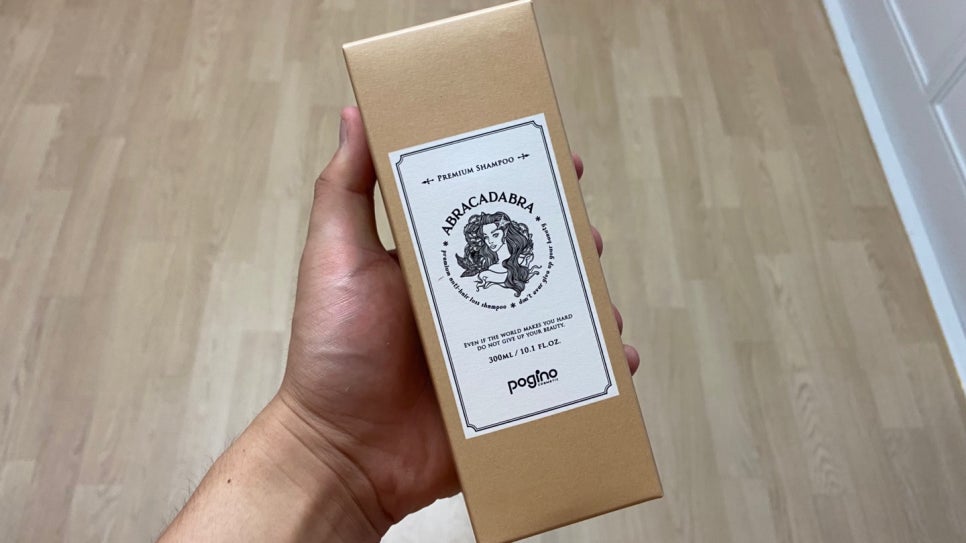 PREMIUM SHAMPOO
ABRACADABRA
premium anti-hair loss shampoo * don't ever give up your beauty
EVEN IF THE WORLD MAKES YOU HARD
DO NOT GIVE UP YOUR BEAUTY.
300ML / 10.1 FL.OZ.
pogino
COSMETIC